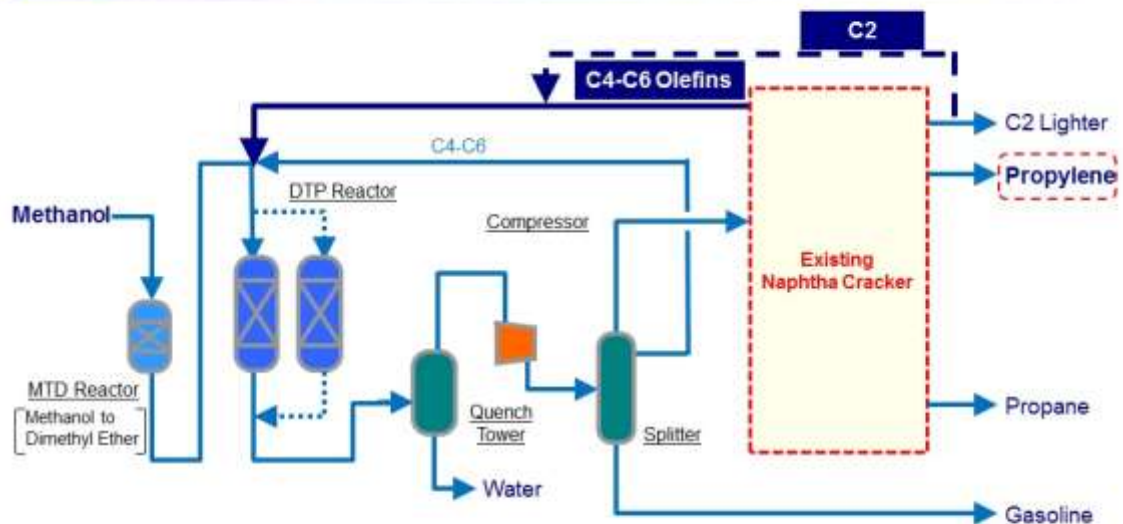 C2
C4-C6 Olefins
C2 Lighter
C4-C6
Propylene
DTP Reactor
Methanol
Compressor
Existing
Naphtha Cracker
MTD Reactor
Methanol to
Dimethyl Ether
Quench
Tower
Splitter
Propane
Water
Gasoline